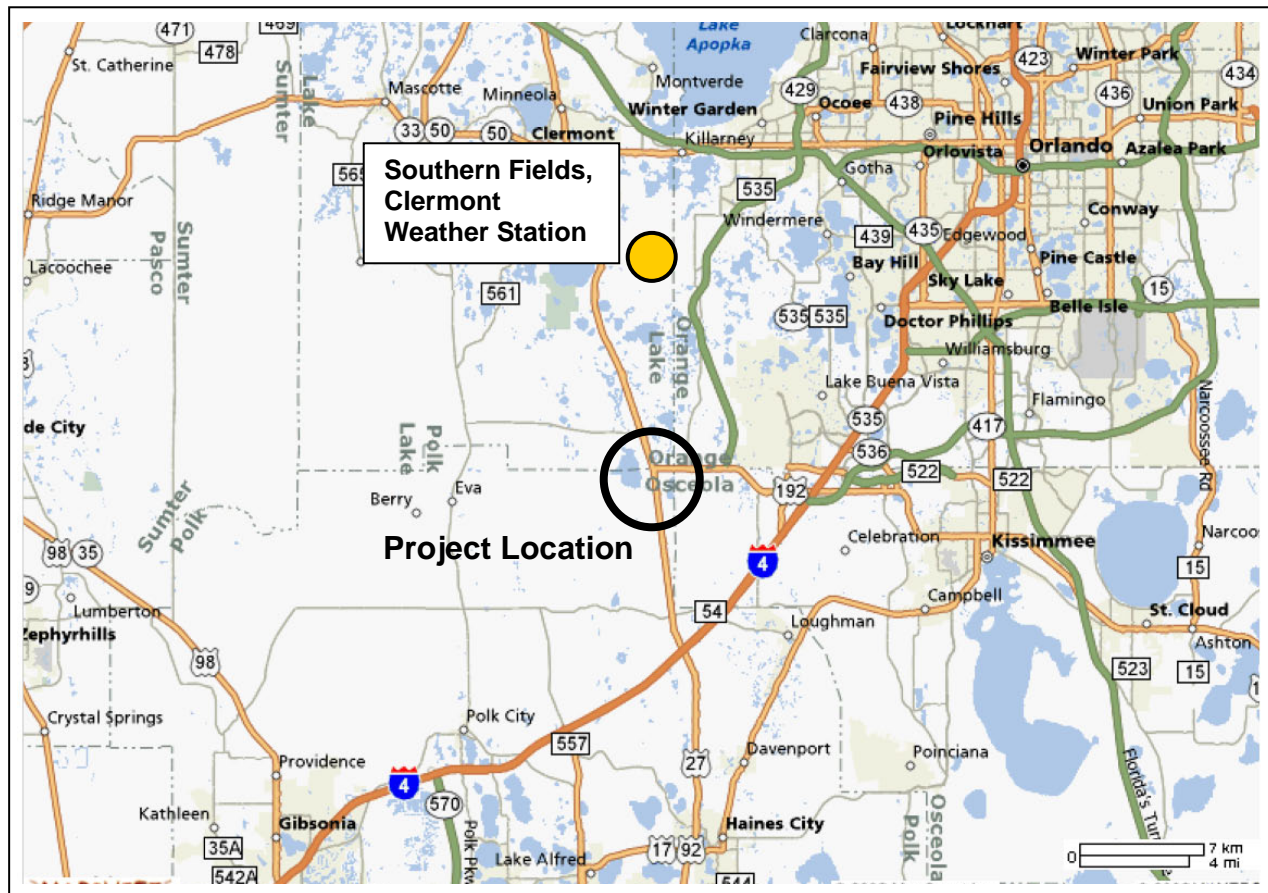 471
469
478
St. Catherine
Lake
Sumter
Mascotte
Minneola
33
50
50
Clermont
Lake
Apopka
Montverde
Winter Garden
Killarney
Clarcona
429
Ocoee
438
Lockhart
423
Winter Park
434
Fairview Shores
436
Union Park
Pine Hills
Orlovista
Orlando
Azalea Park
Southern Fields,
Clermont
Weather Station
Ridge Manor
Lacoochee
Sumter
Pasco
561
535
Gotha
Windermere
439
435
Edgewood
Conway
Bay Hill
Sky Lake
Pine Castle
15
Belle Isle
535
535
Doctor Phillips
Williamsburg
Orange
Lake
Lake Buena Vista
Flamingo
535
417
536
522
522
Narcoossee Rd
de City
Polk
Lake
Berry
Eva
Orange
Osceola
192
Sumter
Polk
Project Location
Celebration
Kissimmee
4
98
35
Lumberton
Zephyrhills
98
54
Campbell
Loughman
15
St. Cloud
Ashton
523
15
Crystal Springs
Polk City
557
Providence
Davenport
Poinciana
27
4
570
Kathleen
Gibsonia
35A
542A
Polk Pkwy
Lake Alfred
17
92
Haines City
544
Osceola
Polk
0
7 km
4 mi